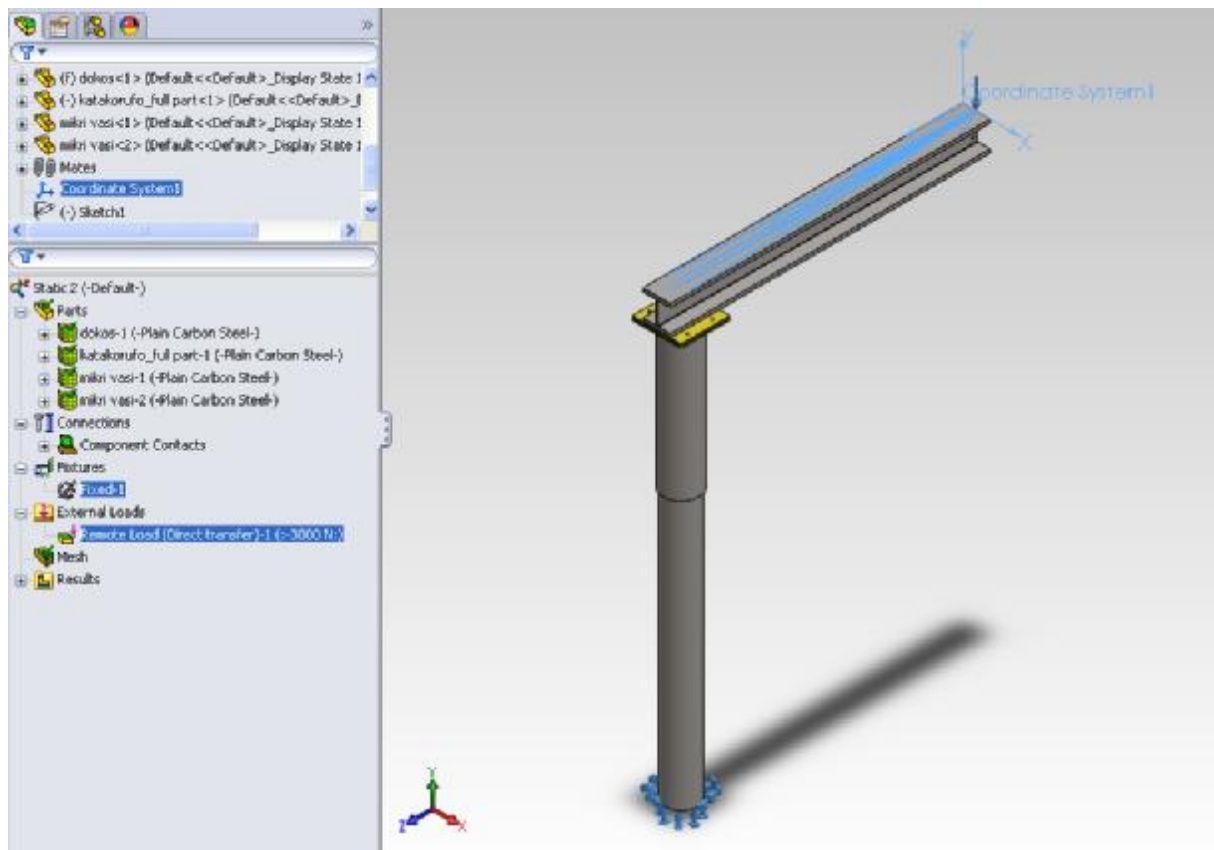 (f) dokos<1> (Default<<Default>_Display State 1
(-) katakorufo_full part<1> (Default<<Default>_
mikri vasi<1> (Default<<Default>_Display State 1
mikri vasi<2> (Default<<Default>_Display State 1
Mates
Coordinate System1
(-) Sketch1
Static 2 (-Default-)
Parts
dokos-1 (-Plain Carbon Steel-)
katakorufo_full part-1 (-Plain Carbon Steel-)
mikri vasi-1 (-Plain Carbon Steel-)
mikri vasi-2 (-Plain Carbon Steel-)
Connections
Component Contacts
Fixtures
Fixed-1
External Loads
Remote Load (Direct transfer)-1 (:-3000 N:)
Mesh
Results
Y
Coordinate System1
X
Y
Z X